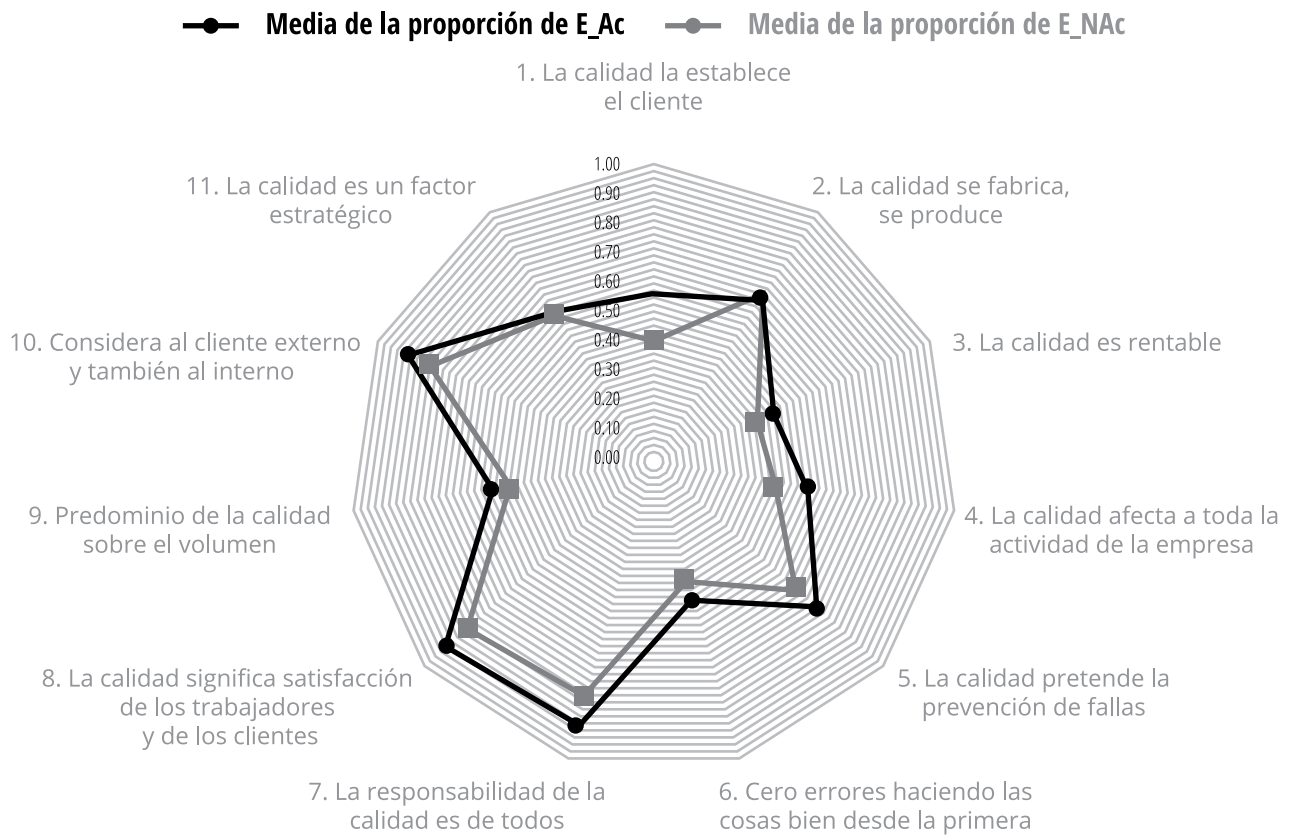 Media de la proporción de E_Ac
Media de la proporción de E_NAc
1. La calidad la establece
el cliente
2. La calidad se fabrica,
se produce
3. La calidad es rentable
4. La calidad afecta a toda la
actividad de la empresa
5. La calidad pretende la
prevención de fallas
6. Cero errores haciendo las
cosas bien desde la primera
7. La responsabilidad de la
calidad es de todos
8. La calidad significa satisfacción
de los trabajadores
y de los clientes
9. Predominio de la calidad
sobre el volumen
10. Considera al cliente externo
y también al interno
11. La calidad es un factor
estratégico
1.00
0.90
0.80
0.70
0.60
0.50
0.40
0.30
0.20
0.10
0.00